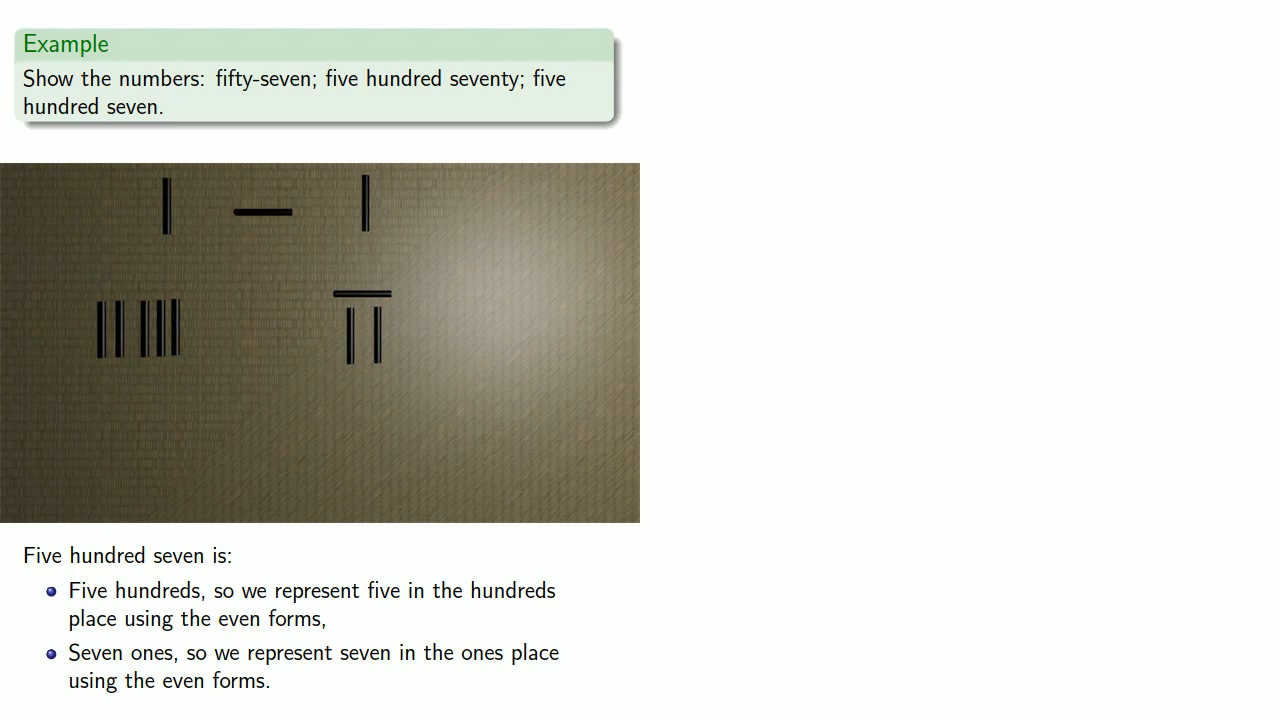 Example
Show the numbers: fifty-seven; five hundred seventy; five
hundred seven.
Five hundred seven is:
Five hundreds, so we represent five in the hundreds
place using the even forms,
Seven ones, so we represent seven in the ones place
using the even forms.